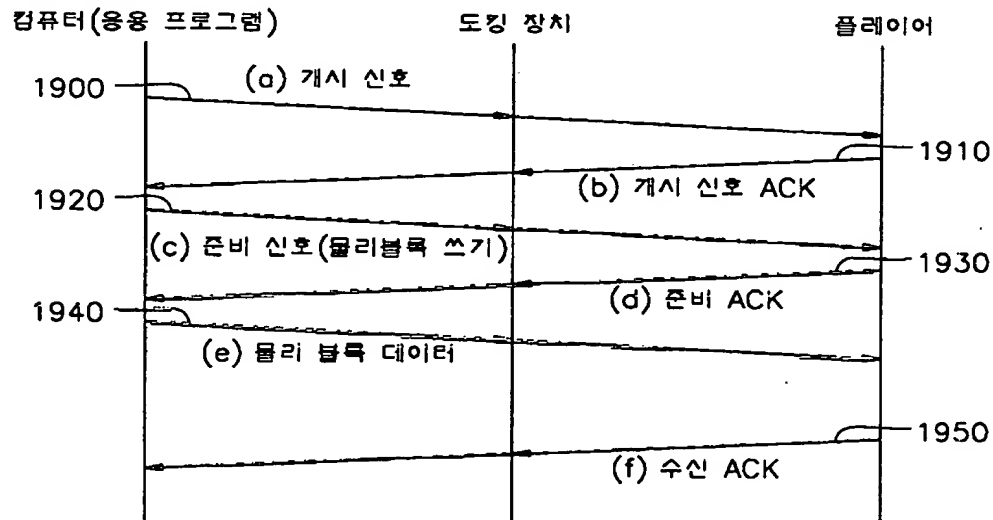 컴퓨터(응용 프로그램)
도킹 장치
플레이어
1900
(a) 개시 신호
1910
(b) 개시 신호 ACK
1920
(c) 준비 신호(물리블록 쓰기)
1930
(d) 준비 ACK
1940
(e) 물리 블록 데이터
1950
(f) 수신 ACK